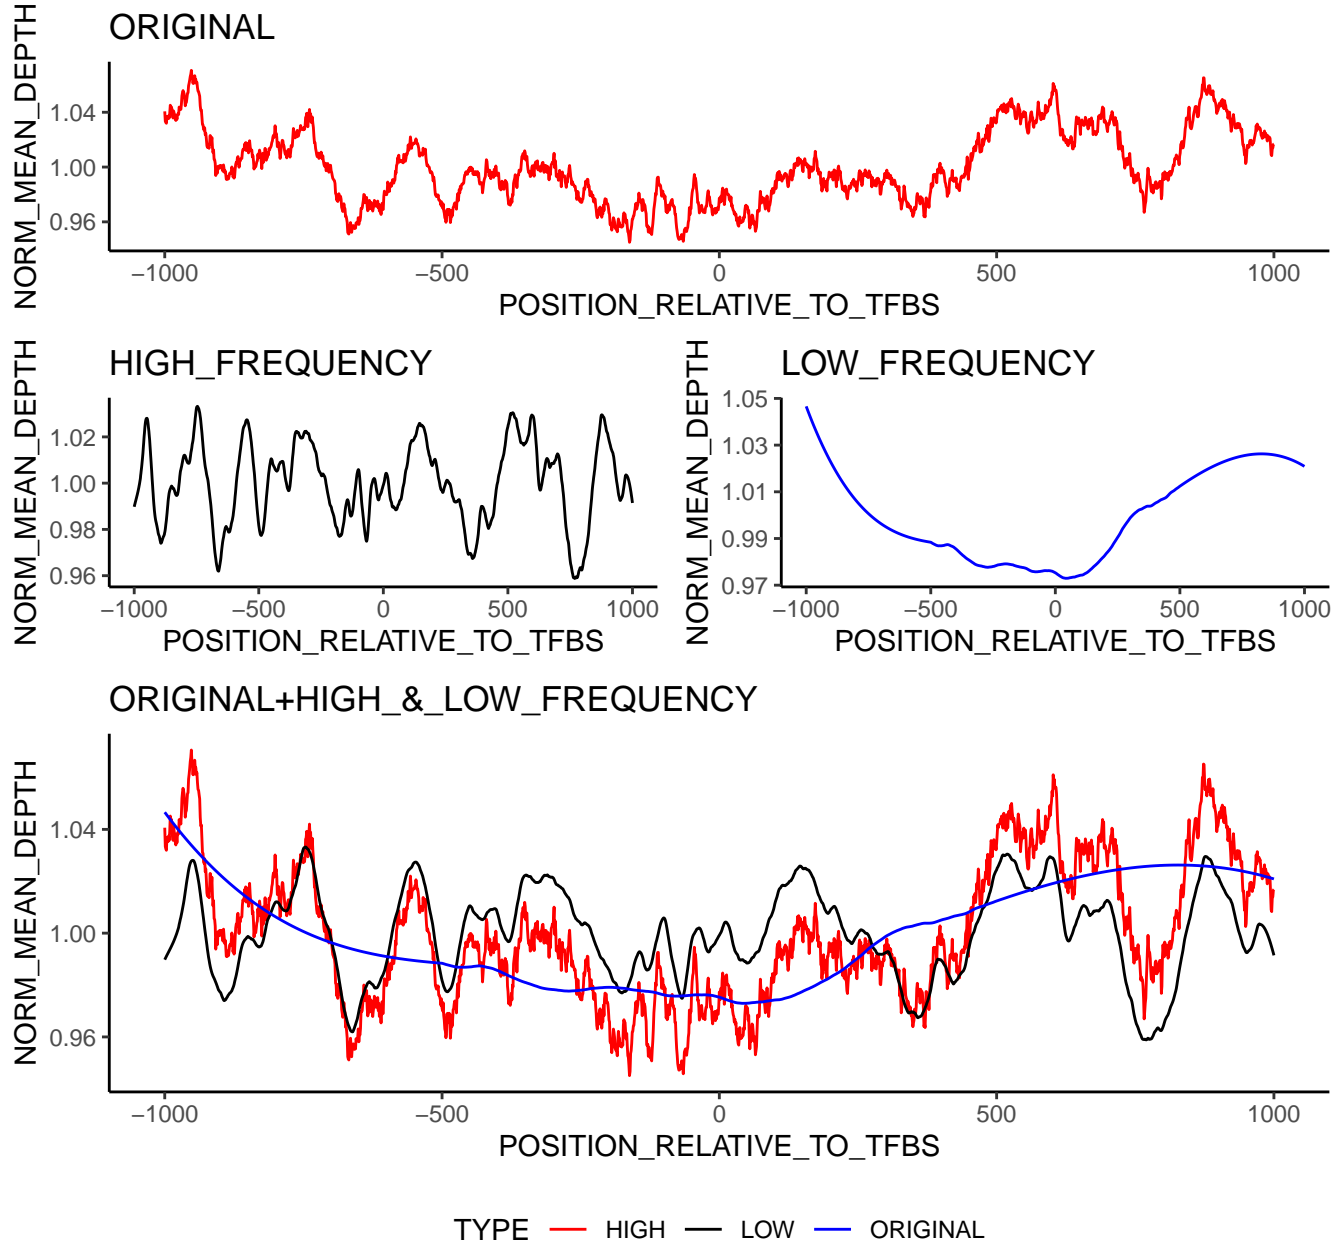 ORIGINAL
NORM_MEAN_DEPTH
1.04
1.00
0.96
−1000 −500 0 500 1000
POSITION_RELATIVE_TO_TFBS
HIGH_FREQUENCY
NORM_MEAN_DEPTH
1.02
1.00
0.98
0.96
−1000 −500 0 500 1000
POSITION_RELATIVE_TO_TFBS
LOW_FREQUENCY
NORM_MEAN_DEPTH
1.05
1.03
1.01
0.99
0.97
−1000 −500 0 500 1000
POSITION_RELATIVE_TO_TFBS
ORIGINAL+HIGH_&_LOW_FREQUENCY
NORM_MEAN_DEPTH
1.04
1.00
0.96
−1000 −500 0 500 1000
POSITION_RELATIVE_TO_TFBS
TYPE HIGH LOW ORIGINAL